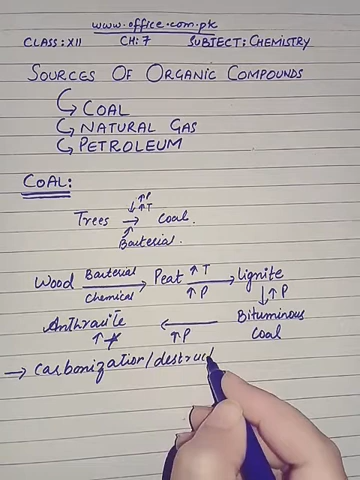 www.office.com.pk
CLASS: XII CH: 7 SUBJECT: CHEMISTRY
SOURCES OF ORGANIC COMPOUNDS
↳ COAL
↳ NATURAL GAS
↳ PETROLEUM
COAL:
↓↑P
↑↑T
Trees → Coal.
↑
Bacterial.
Wood Bacterial → Chemical Peat ↑T → ↑P Lignite
↓↑P
Anthracite ← ↑P Bituminous
Coal
→ Carbonization/destruc